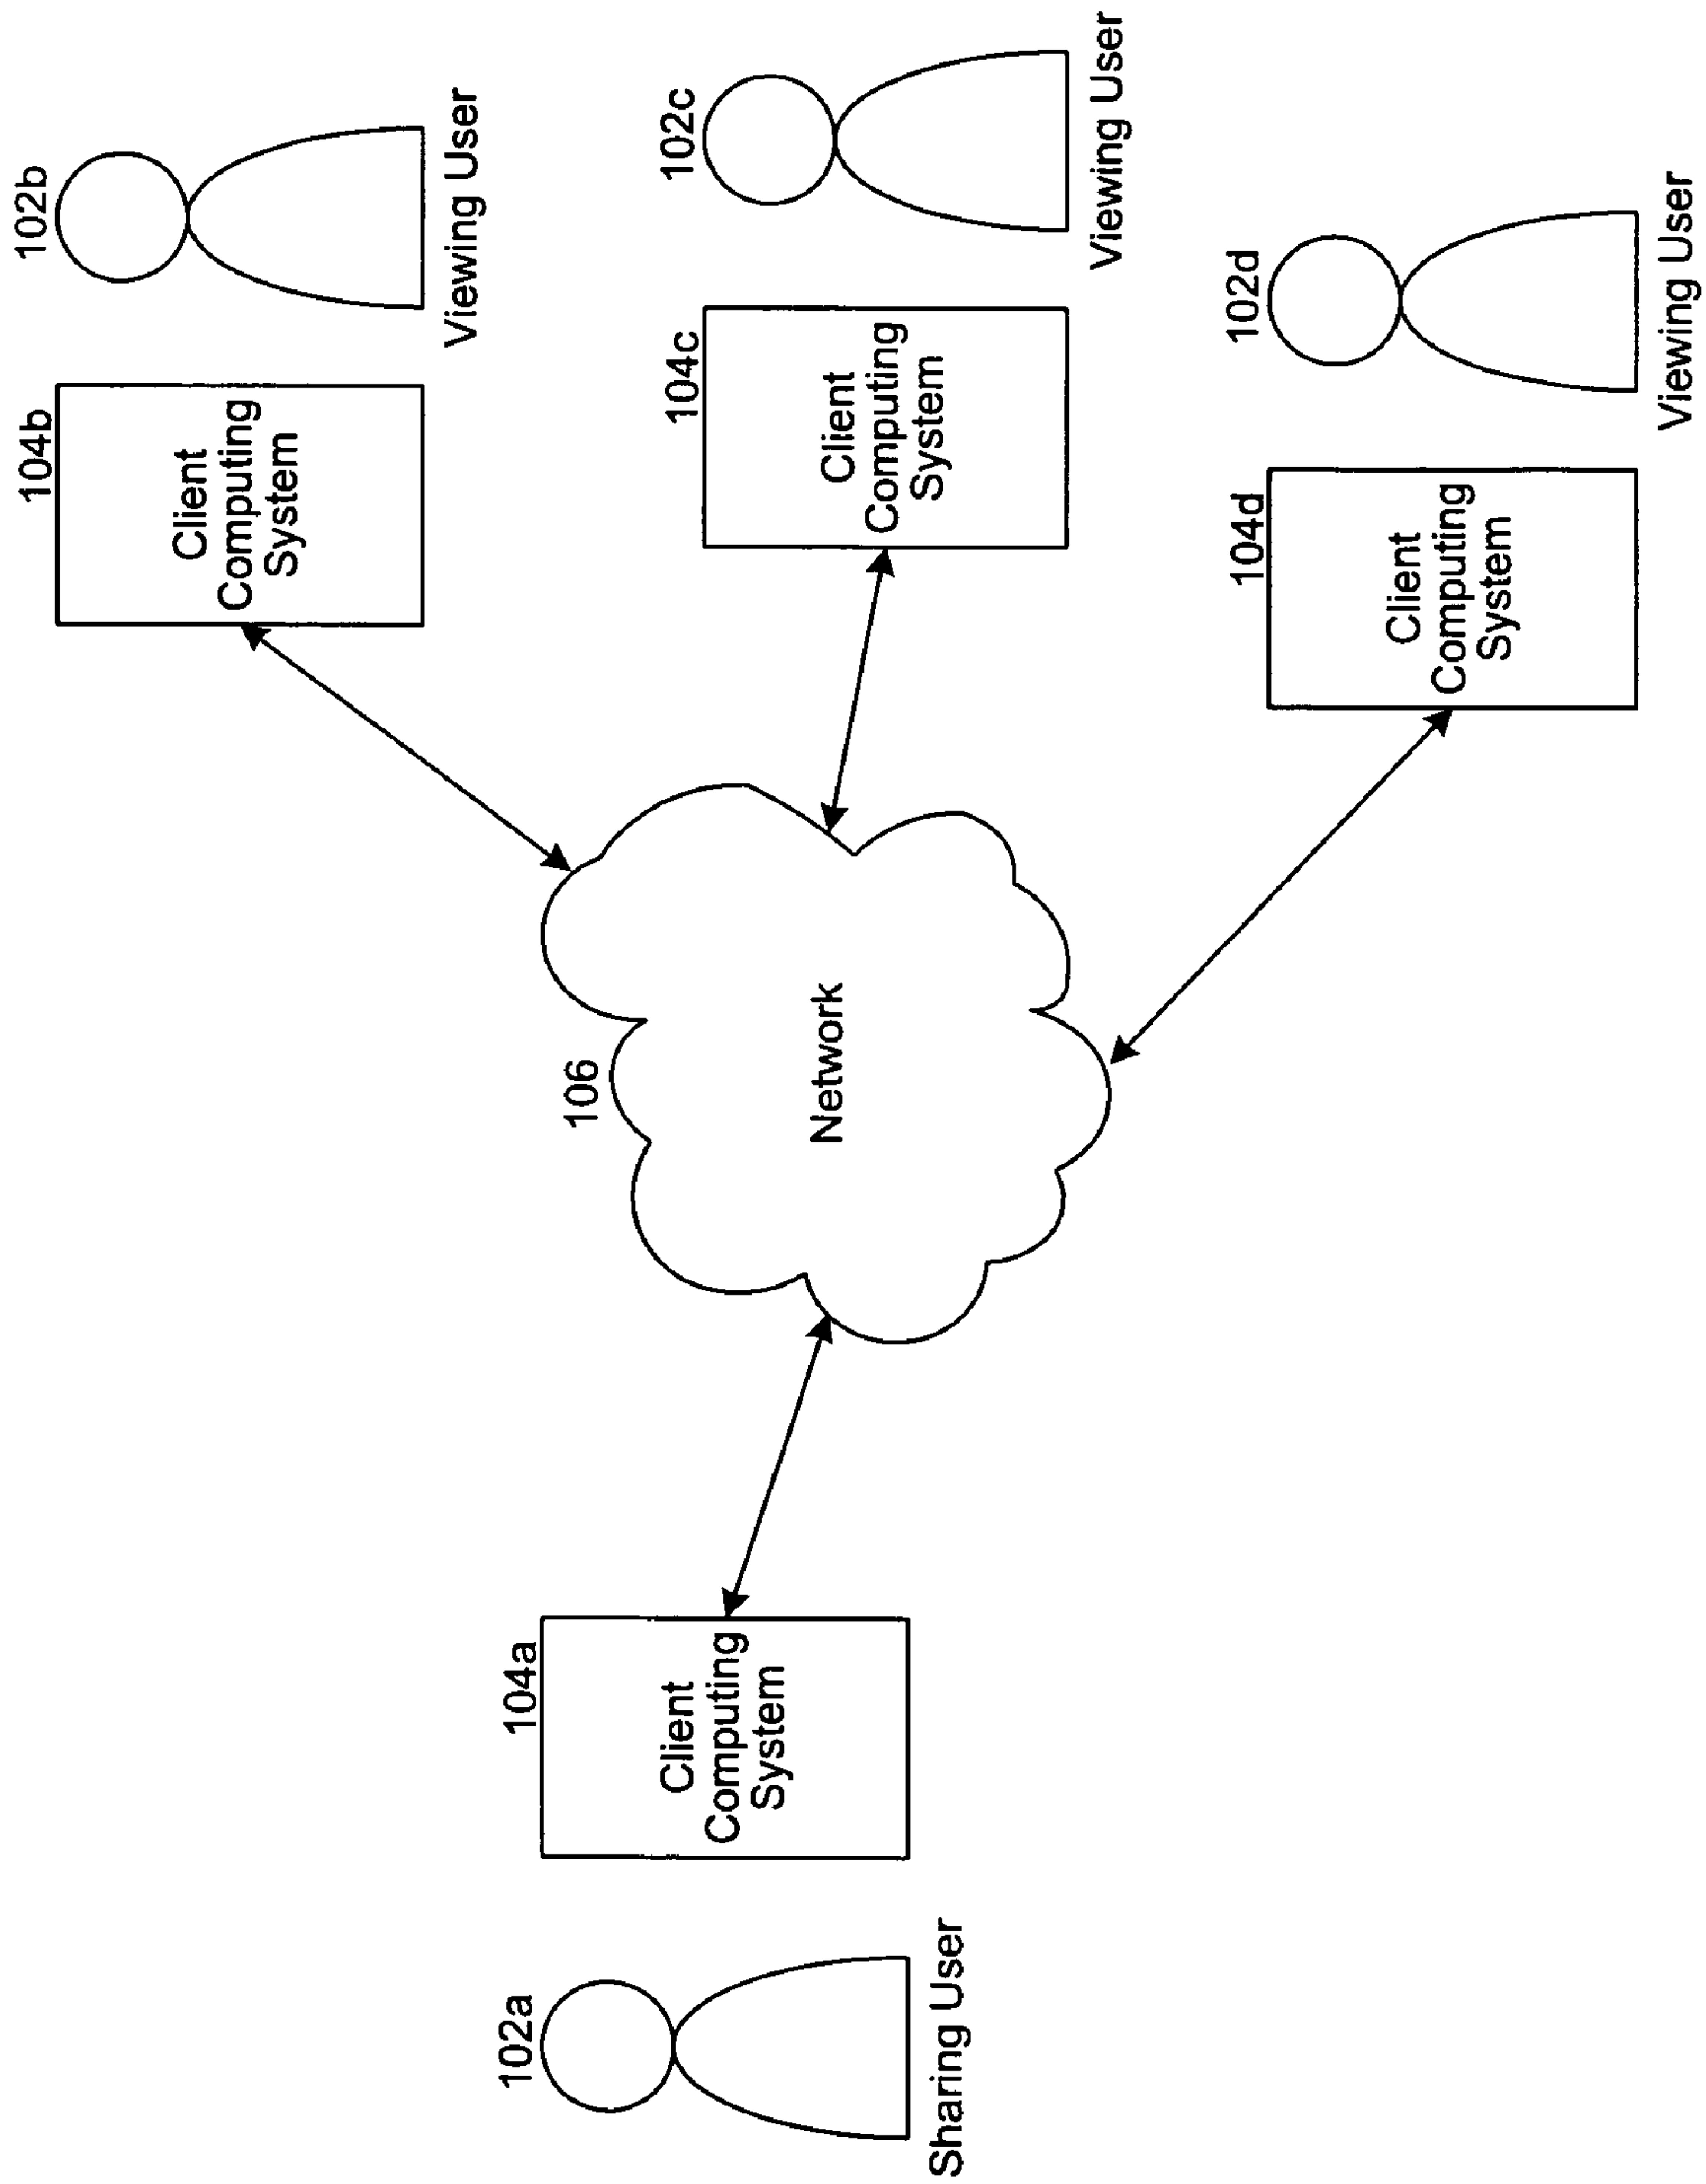 102a
Sharing User
104a
Client
Computing
System
106
Network
104b
Client
Computing
System
102b
Viewing User
104c
Client
Computing
System
102c
Viewing User
104d
Client
Computing
System
102d
Viewing User